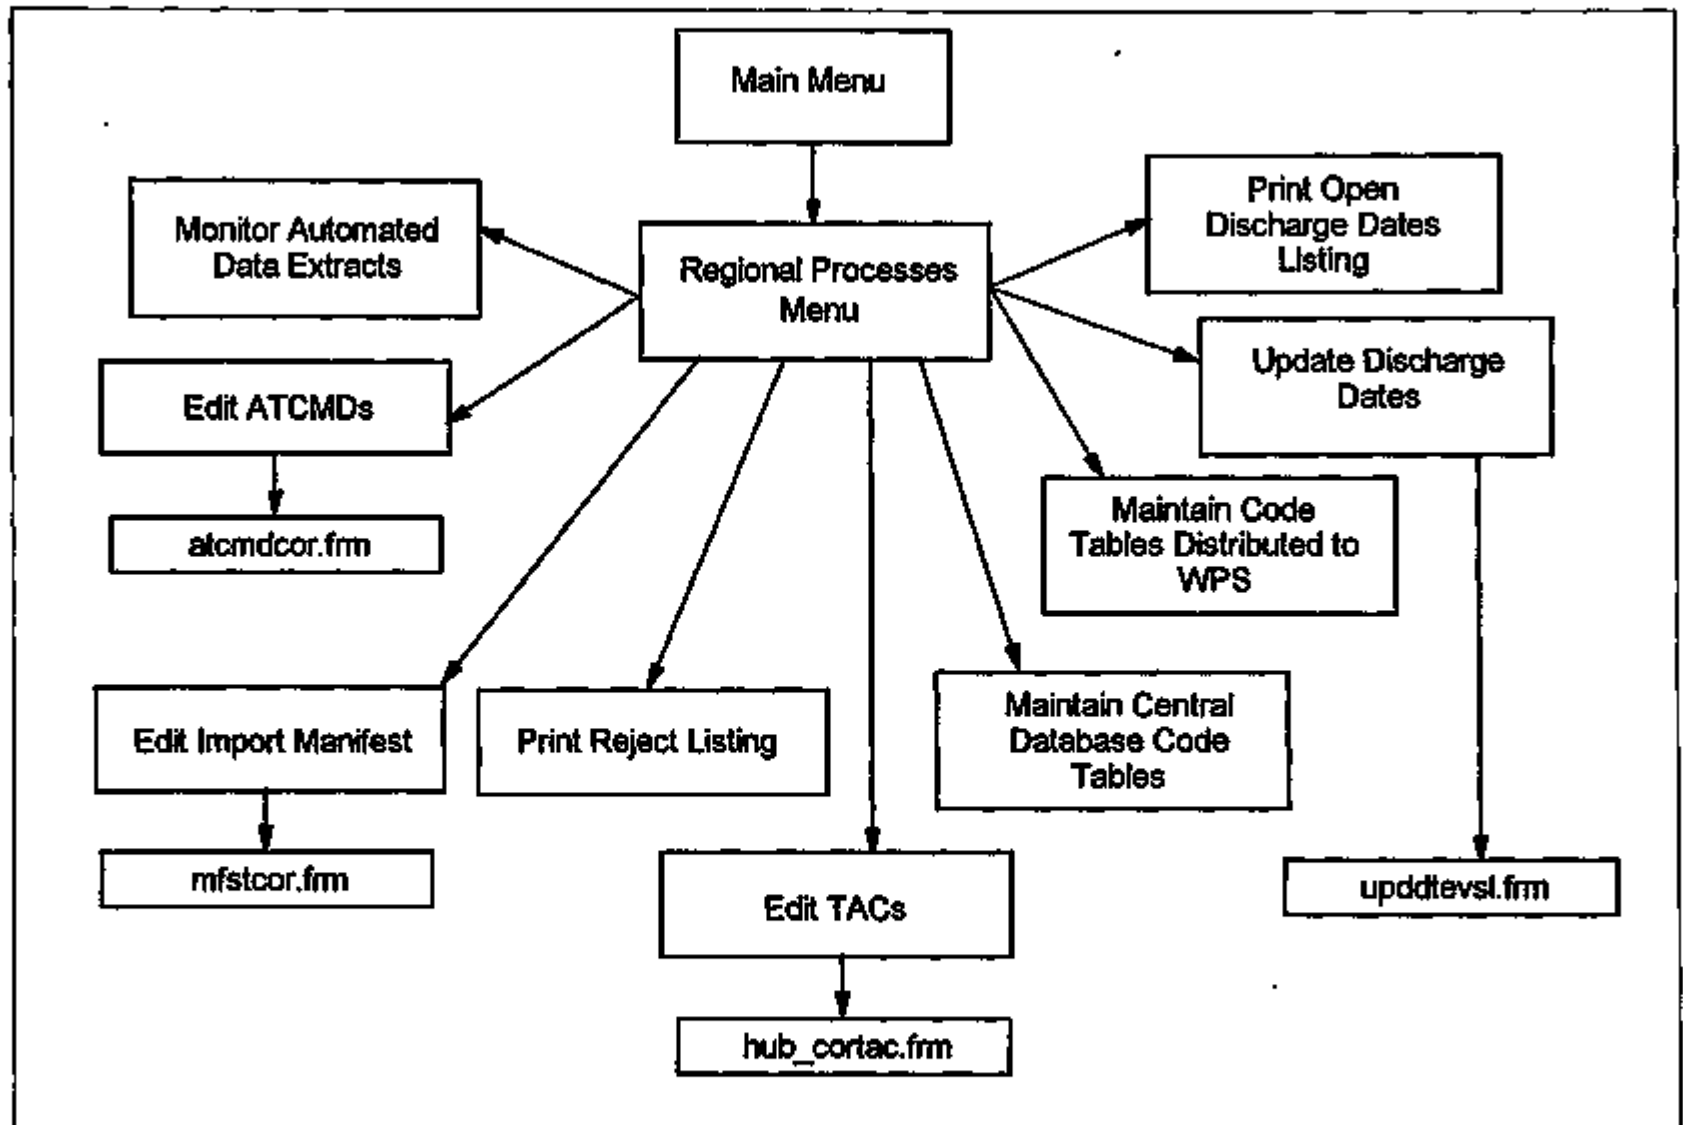 Main Menu
Monitor Automated
Data Extracts
Regional Processes
Menu
Print Open
Discharge Dates
Listing
Edit ATCMDs
Update Discharge
Dates
atcmdcor.frm
Maintain Code
Tables Distributed to
WPS
Edit Import Manifest
Print Reject Listing
Maintain Central
Database Code
Tables
mfstcor.frm
Edit TACs
upddtevsl.frm
hub_cortac.frm